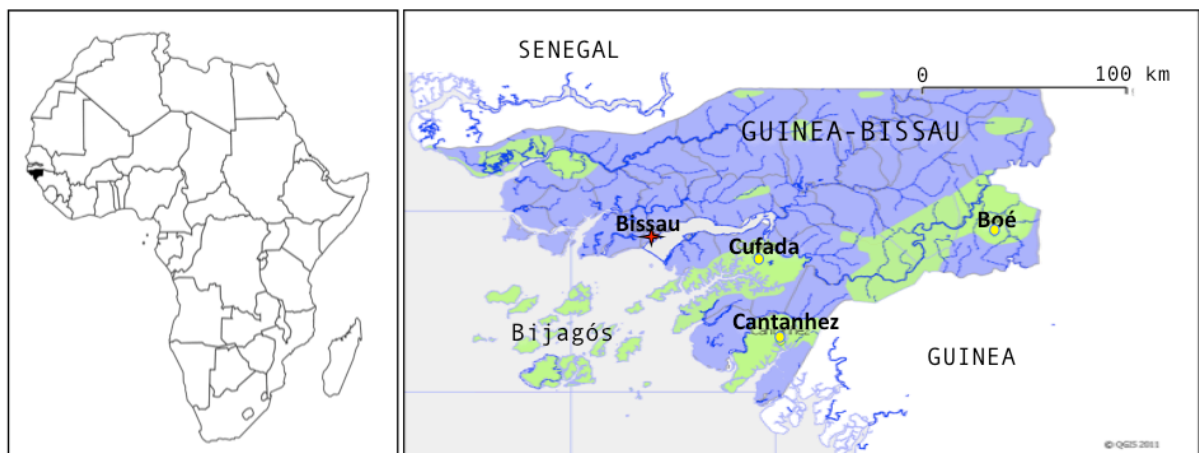 SENEGAL
0 100 km
GUINEA-BISSAU
Bissau
Boé
Cufada
Cantanhez
Bijagós
GUINEA
© QGIS 2011